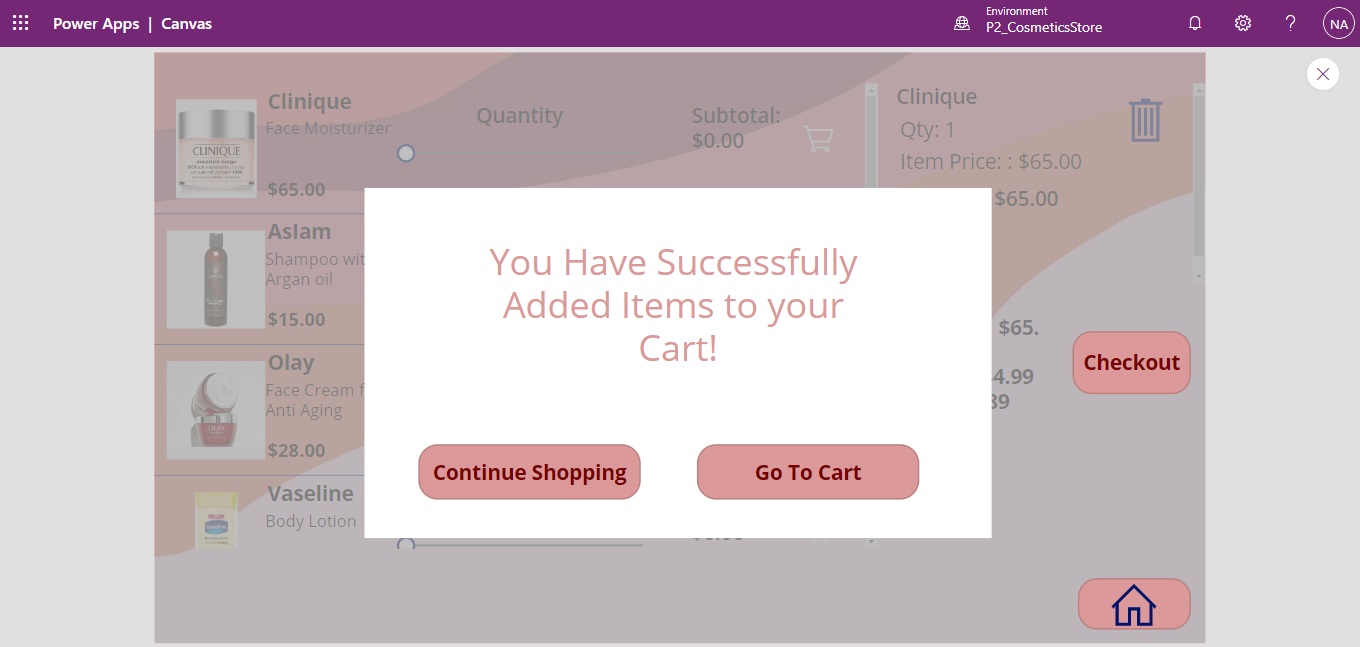 Power Apps | Canvas
Environment
P2_CosmeticsStore
NA
Clinique
Face Moisturizer
$65.00
CLINIQUE
Quantity
Subtotal:
$0.00
Clinique
Qty: 1
Item Price: : $65.00
$65.00
Aslam
Shampoo wit
Argan oil
$15.00
Olay
Face Cream f
Anti Aging
$28.00
OLAY
Vaseline
Body Lotion
Vaseline
You Have Successfully
Added Items to your
Cart!
Continue Shopping
Go To Cart
$65.
4.99
39
Checkout